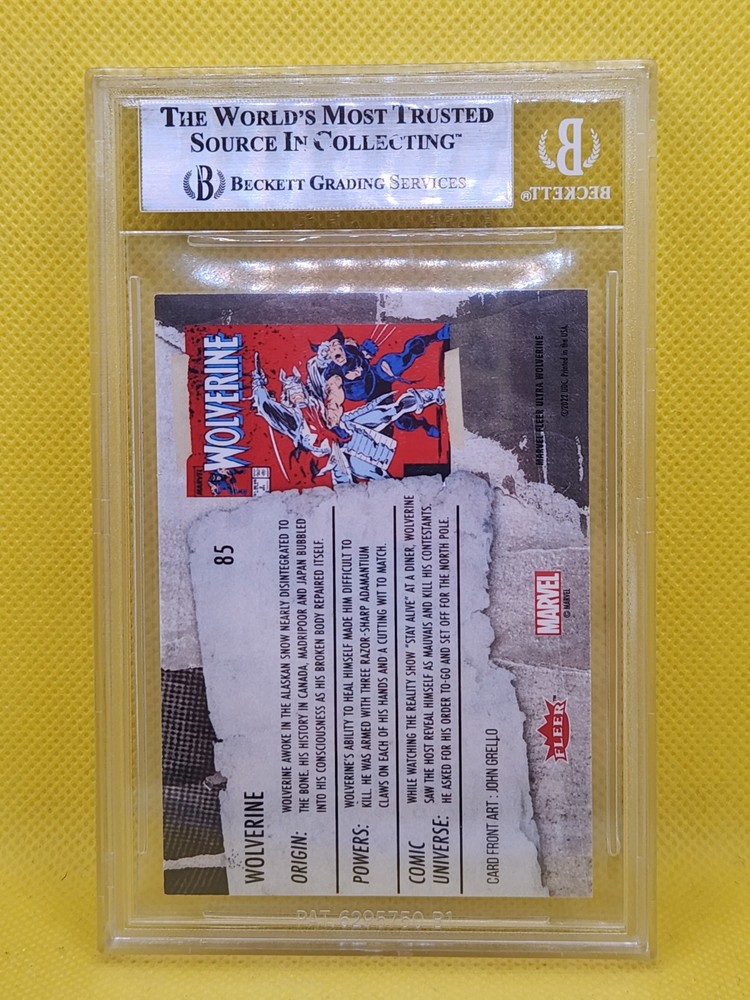 THE WORLD'S MOST TRUSTED
SOURCE IN COLLECTING™
BECKETT GRADING SERVICES
B
BECKETT®
WOLVERINE
MARVEL
85
WOLVERINE
ORIGIN:
WOLVERINE AWOKE IN THE ALASKAN SNOW NEARLY DISINTEGRATED TO
THE BONE. HIS HISTORY IN CANADA, MADRIPOOR AND JAPAN BUBBLED
INTO HIS CONSCIOUSNESS AS HIS BROKEN BODY REPAIRED ITSELF.
POWERS:
WOLVERINE'S ABILITY TO HEAL HIMSELF MADE HIM DIFFICULT TO
KILL. HE WAS ARMED WITH THREE RAZOR-SHARP ADAMANTIUM
CLAWS ON EACH OF HIS HANDS AND A CUTTING WIT TO MATCH.
COMIC
UNIVERSE:
WHILE WATCHING THE REALITY SHOW "STAY ALIVE" AT A DINER, WOLVERINE
SAW THE HOST REVEAL HIMSELF AS MAUVAIS AND KILL HIS CONTESTANTS.
HE ASKED FOR HIS ORDER TO-GO AND SET OFF FOR THE NORTH POLE.
CARD FRONT ART : JOHN GRELLO
FLEER™
MARVEL
© MARVEL
MARVEL FLEER ULTRA WOLVERINE
©2022 UDC. Printed in the USA.
PAT. 6295750 B1